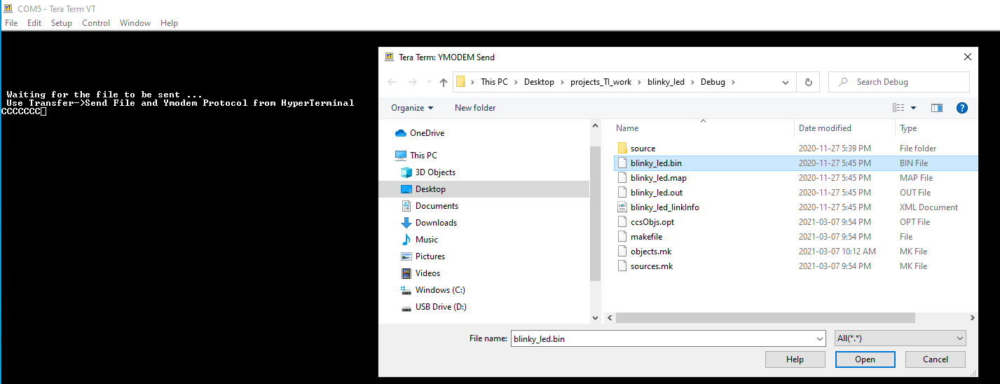 COM5 - Tera Term VT
File Edit Setup Control Window Help
Waiting for the file to be sent ...
Use Transfer->Send File and Ymodem Protocol from HyperTerminal
CCCCCCC
VT Tera Term: YMODEM Send
This PC > Desktop > projects_TI_work > blinky_led > Debug >
Search Debug
Organize New folder
OneDrive
This PC
3D Objects
Desktop
Documents
Downloads
Music
Pictures
Videos
Windows (C:)
USB Drive (D:)
Name Date modified Type
source 2020-11-27 5:39 PM File folder
blinky_led.bin 2020-11-27 5:45 PM BIN File
blinky_led.map 2020-11-27 5:45 PM MAP File
blinky_led.out 2020-11-27 5:45 PM OUT File
blinky_led_linkInfo 2020-11-27 5:45 PM XML Document
ccsObjs.opt 2021-03-07 9:54 PM OPT File
makefile 2021-03-07 9:54 PM File
objects.mk 2021-03-07 10:12 AM MK File
sources.mk 2021-03-07 9:54 PM MK File
File name: blinky_led.bin All(*.*)
Help Open Cancel